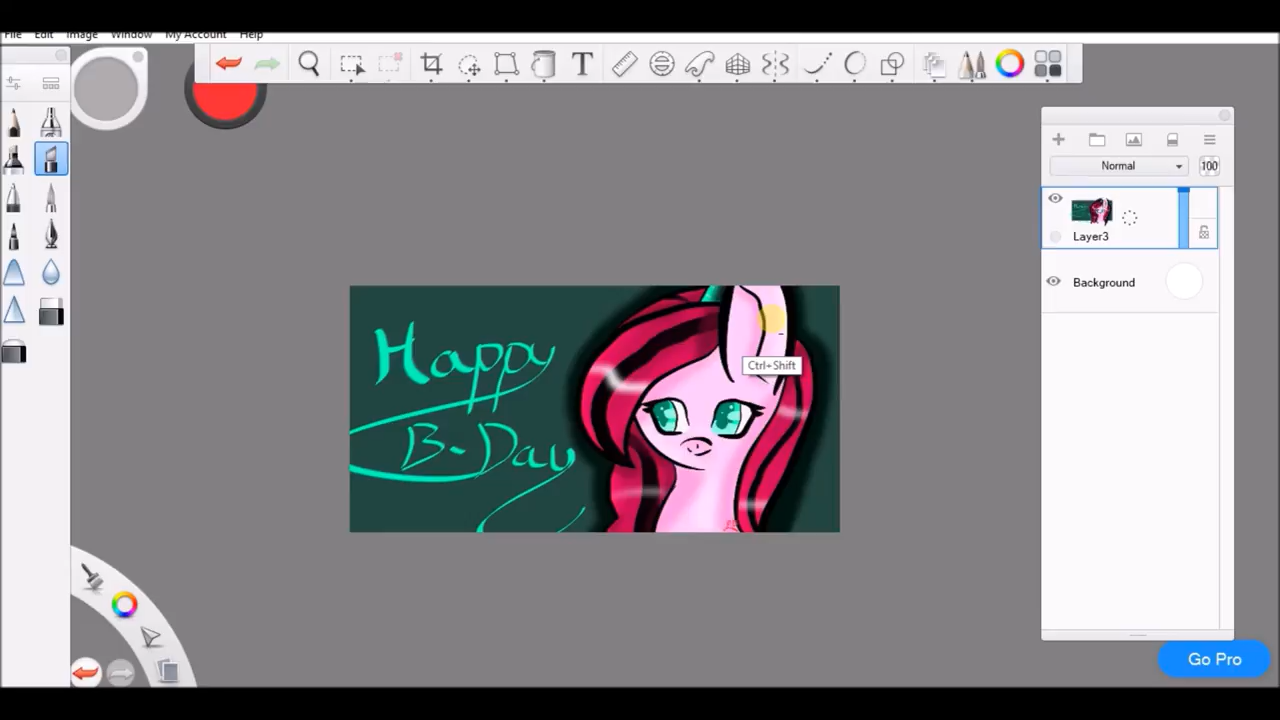 File Edit Image Window My Account Help
T
Normal 100
Layer3
Background
Happy
B-Day
Ctrl+Shift
Go Pro